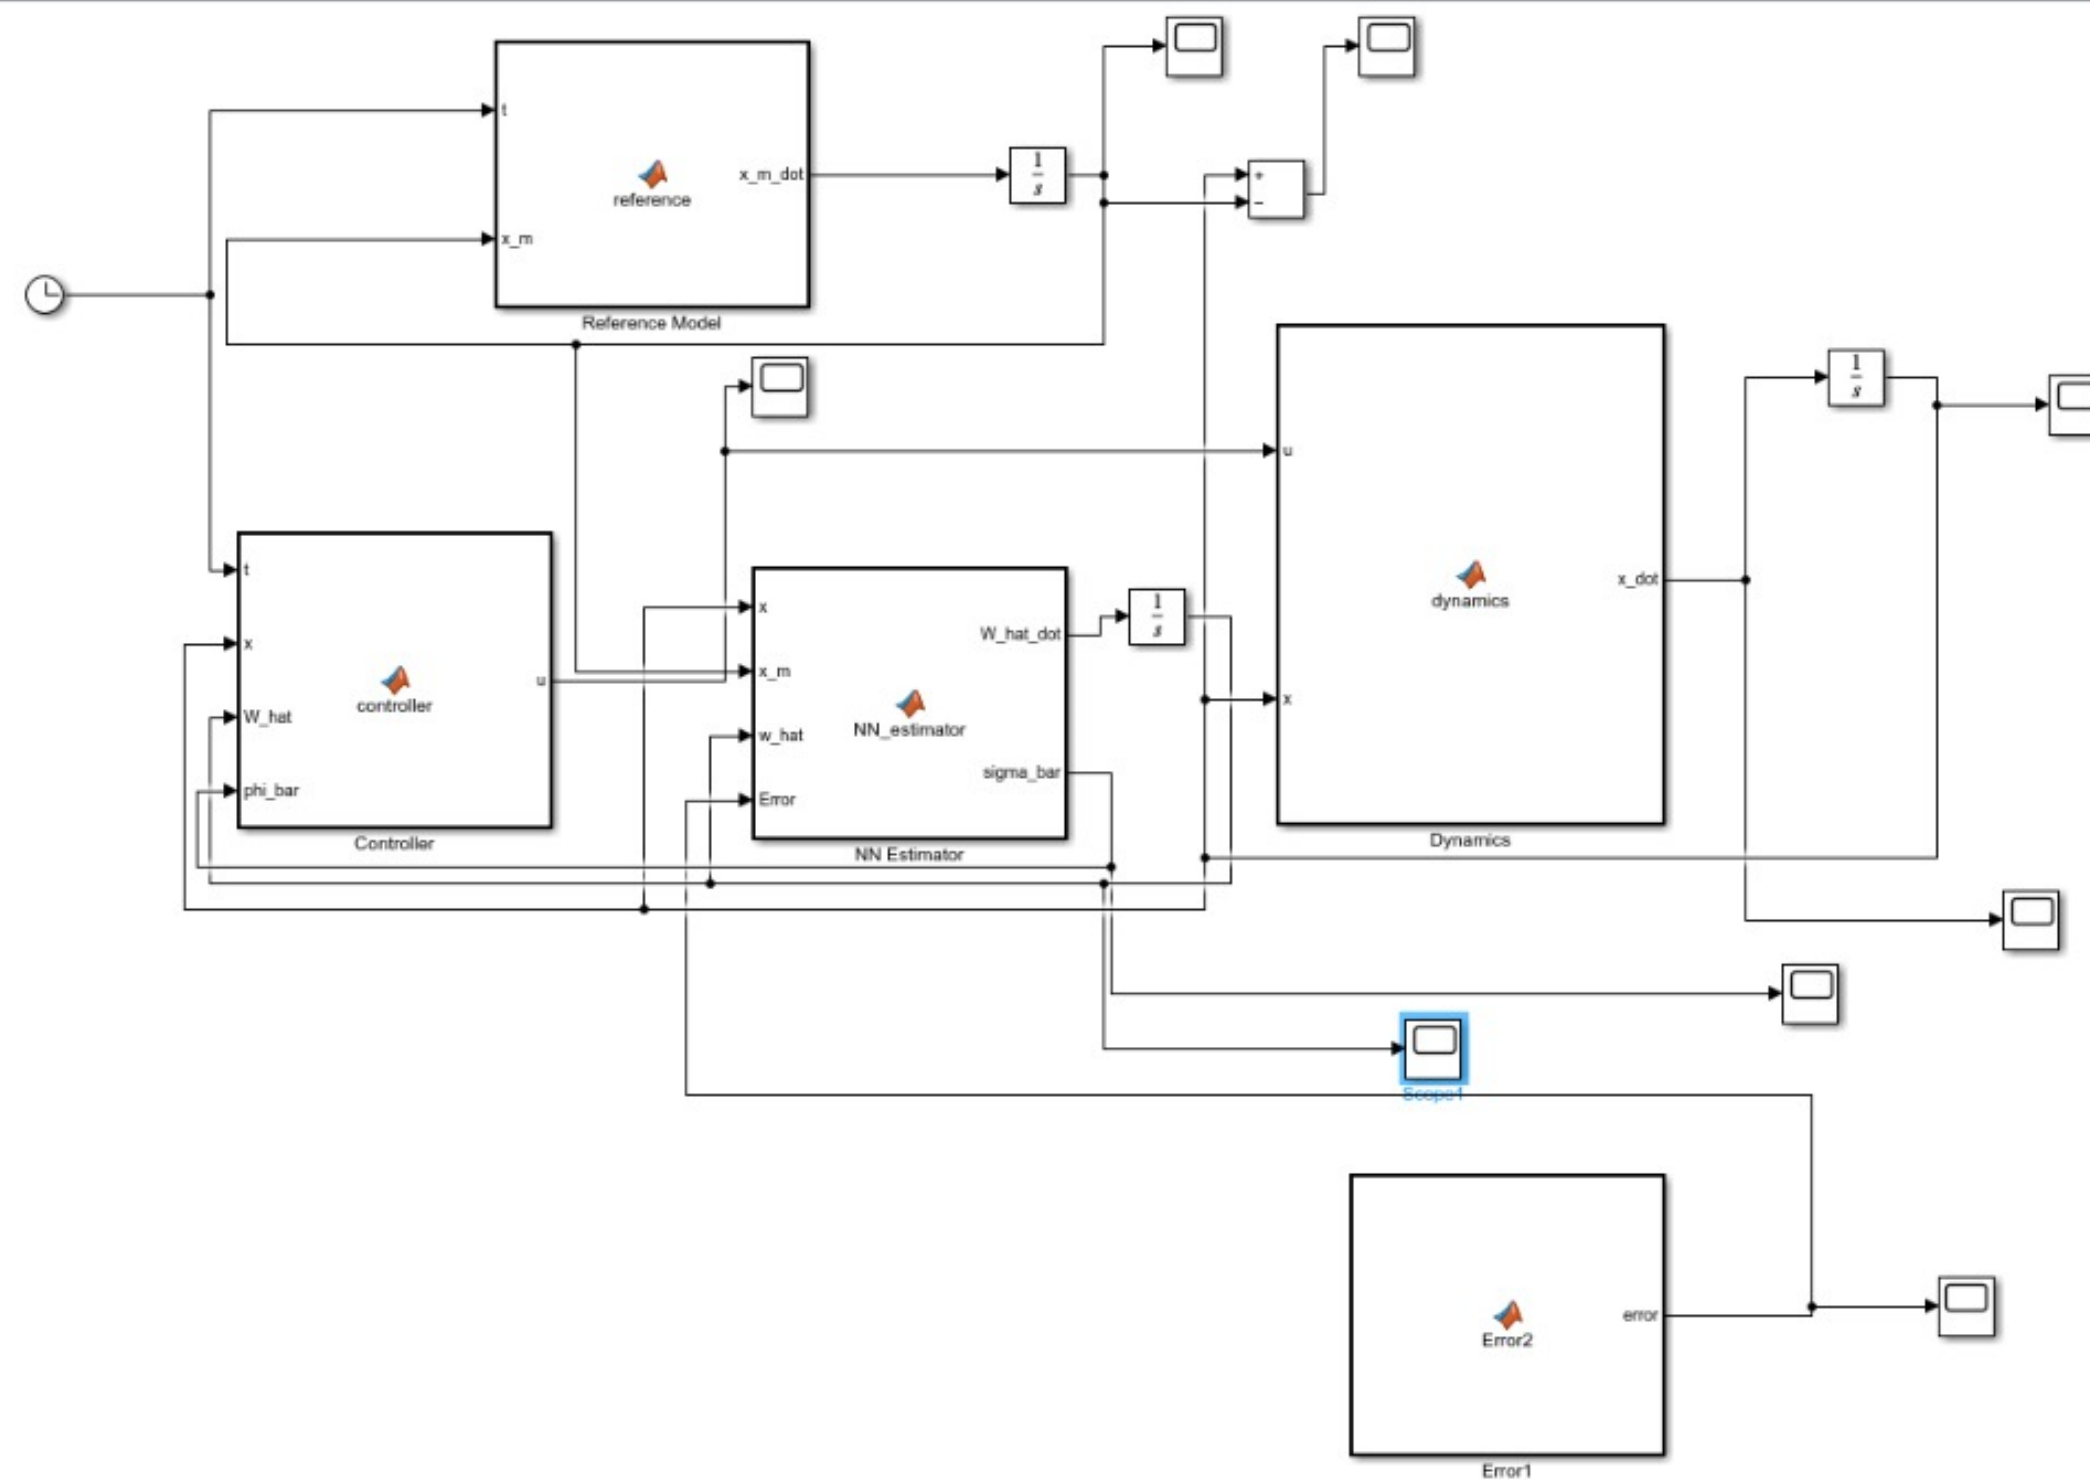 t
x_m
reference
x_m_dot
Reference Model
1
s
+
−
t
x
W_hat
phi_bar
controller
u
Controller
x
x_m
w_hat
Error
NN_estimator
W_hat_dot
sigma_bar
NN Estimator
1
s
u
x
dynamics
x_dot
Dynamics
1
s
Scope4
Error2
error
Error1